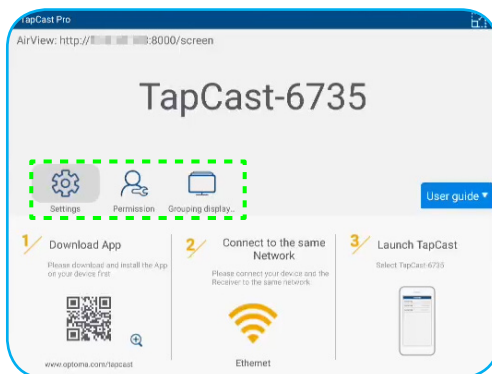 TapCast Pro
AirView: http://:8000/screen
TapCast-6735
Settings
Permission
Grouping display..
User guide
1 Download App
Please download and install the App
on your device first
www.optoma.com/tapcast
2 Connect to the same
Network
Please connect your device and the
Receiver to the same network
Ethernet
3 Launch TapCast
Select TapCast-6735